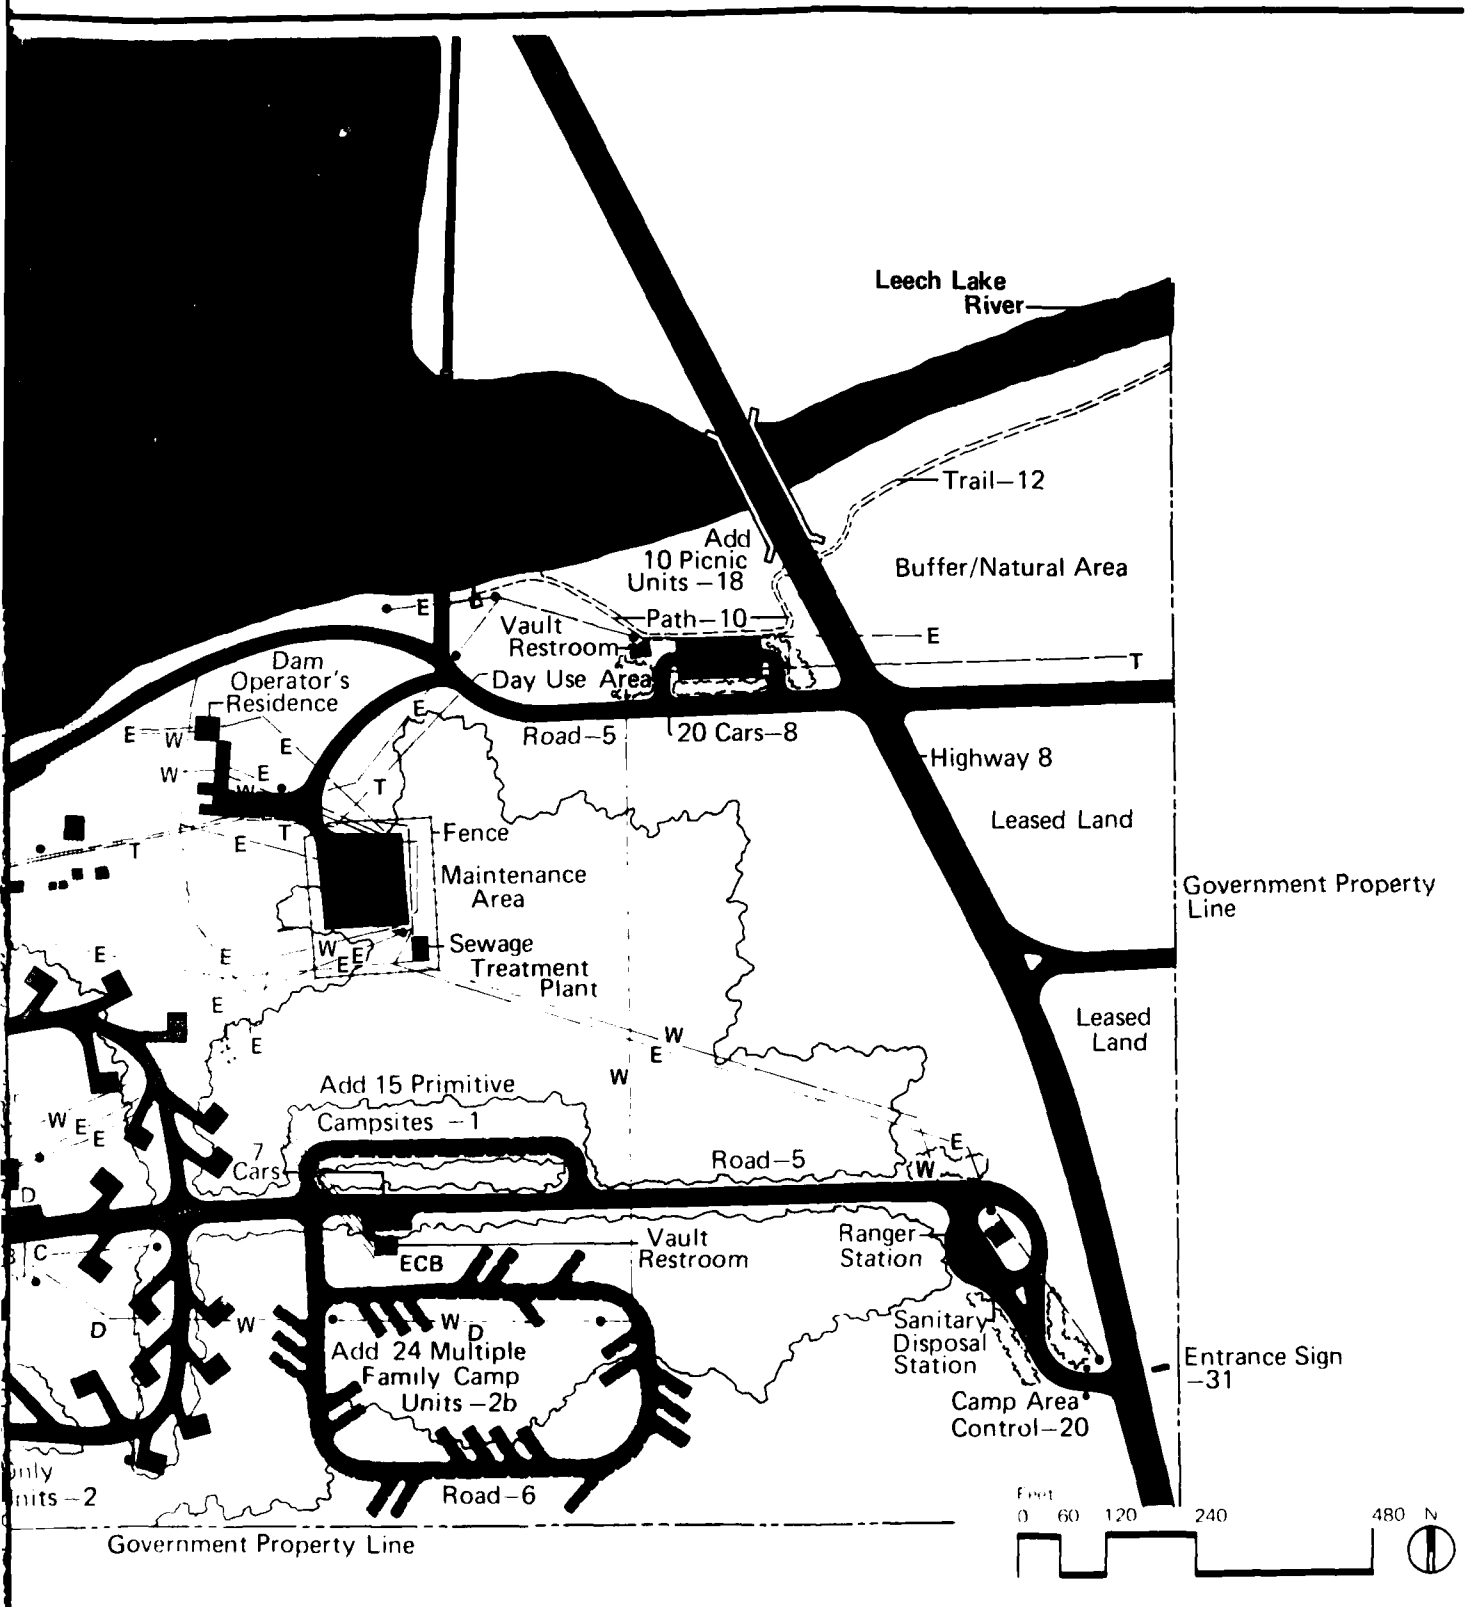 Leech Lake
River
Trail—12
Add
10 Picnic
Units —18
Buffer/Natural Area
E
Path—10
Vault
Restroom
E
T
Dam
Operator's
Residence
Day Use Area
E
E
W
E
Road—5
20 Cars—8
Highway 8
W
E
W
T
T
Leased Land
Fence
E
T
Maintenance
Area
Government Property
Line
W
E
E
Sewage
Treatment
Plant
E
E
E
E
Leased
Land
W
E
W
Add 15 Primitive
Campsites —1
W
E
E
7
Cars
Road—5
E
W
D
C
Vault
Restroom
ECB
Ranger
Station
D
W
W
D
Sanitary
Disposal
Station
Add 24 Multiple
Family Camp
Units —2b
Entrance Sign
—31
Camp Area
Control—20
nits —2
Road—6
Feet
0 60 120 240 480 N
Government Property Line